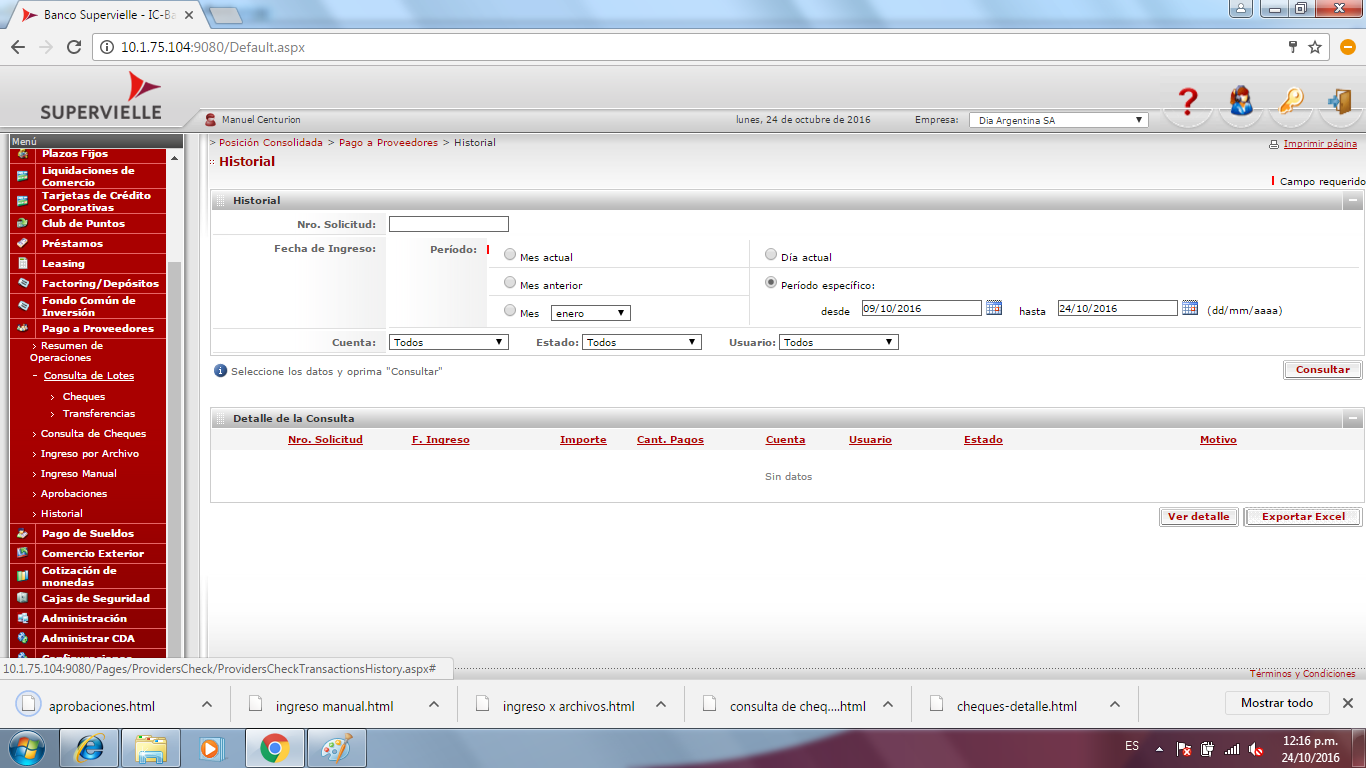 Banco Supervielle - IC-Ba
10.1.75.104:9080/Default.aspx
SUPERVIELLE
Manuel Centurion
lunes, 24 de octubre de 2016
Empresa:
Dia Argentina SA
Menú
Plazos Fijos
Liquidaciones de
Comercio
Tarjetas de Crédito
Corporativas
Club de Puntos
Préstamos
Leasing
Factoring/Depósitos
Fondo Común de
Inversión
Pago a Proveedores
> Resumen de
Operaciones
- Consulta de Lotes
> Cheques
> Transferencias
> Consulta de Cheques
> Ingreso por Archivo
> Ingreso Manual
> Aprobaciones
> Historial
Pago de Sueldos
Comercio Exterior
Cotización de
monedas
Cajas de Seguridad
Administración
Administrar CDA
> Posición Consolidada > Pago a Proveedores > Historial
Imprimir página
Historial
Campo requerido
Historial
Nro. Solicitud:
Fecha de Ingreso:
Período:
Mes actual
Día actual
Mes anterior
Período específico:
Mes enero
desde 09/10/2016 hasta 24/10/2016 (dd/mm/aaaa)
Cuenta: Todos Estado: Todos Usuario: Todos
Seleccione los datos y oprima "Consultar"
Consultar
Detalle de la Consulta
Nro. Solicitud F. Ingreso Importe Cant. Pagos Cuenta Usuario Estado Motivo
Sin datos
Ver detalle Exportar Excel
10.1.75.104:9080/Pages/ProvidersCheck/ProvidersCheckTransactionsHistory.aspx#
Términos y Condiciones
aprobaciones.html
ingreso manual.html
ingreso x archivos.html
consulta de cheq....html
cheques-detalle.html
Mostrar todo
ES
12:16 p.m.
24/10/2016